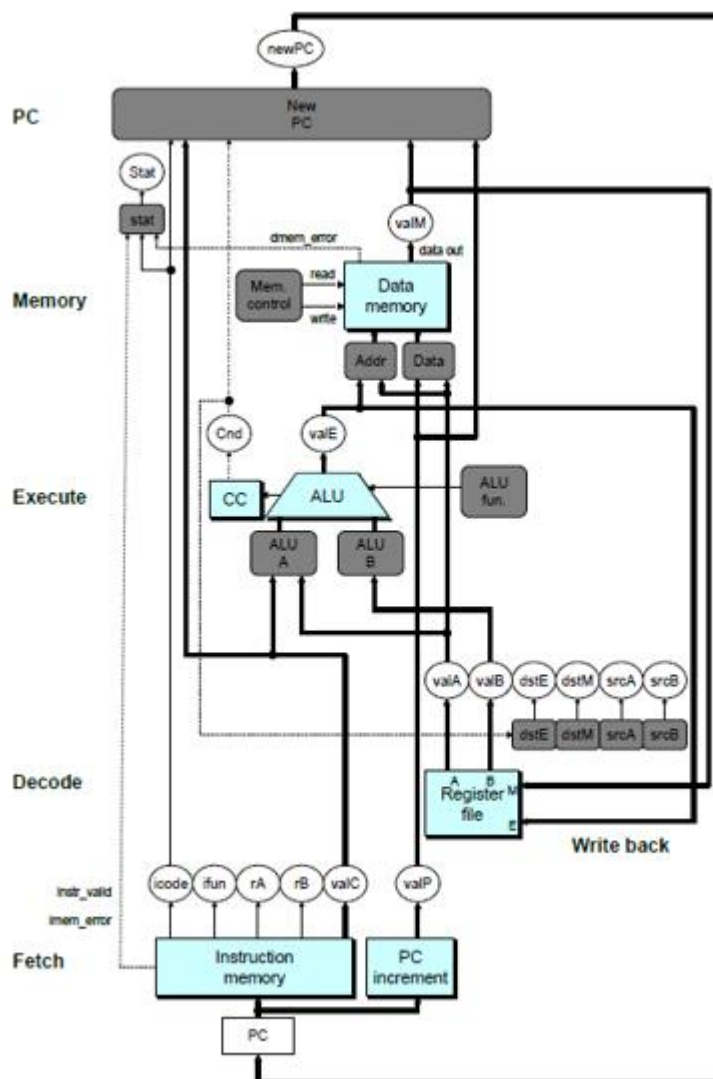 newPC
PC
New
PC
Stat
stat
valM
data out
dmem_error
Memory
Mem.
control
read
write
Data
memory
Addr
Data
Cnd
valE
Execute
CC
ALU
ALU
fun.
ALU
A
ALU
B
valA
valB
dstE
dstM
srcA
srcB
dstE
dstM
srcA
srcB
Decode
A
B
Register
file
M
E
Write back
icode
ifun
rA
rB
valC
valP
instr_valid
imem_error
Fetch
Instruction
memory
PC
increment
PC